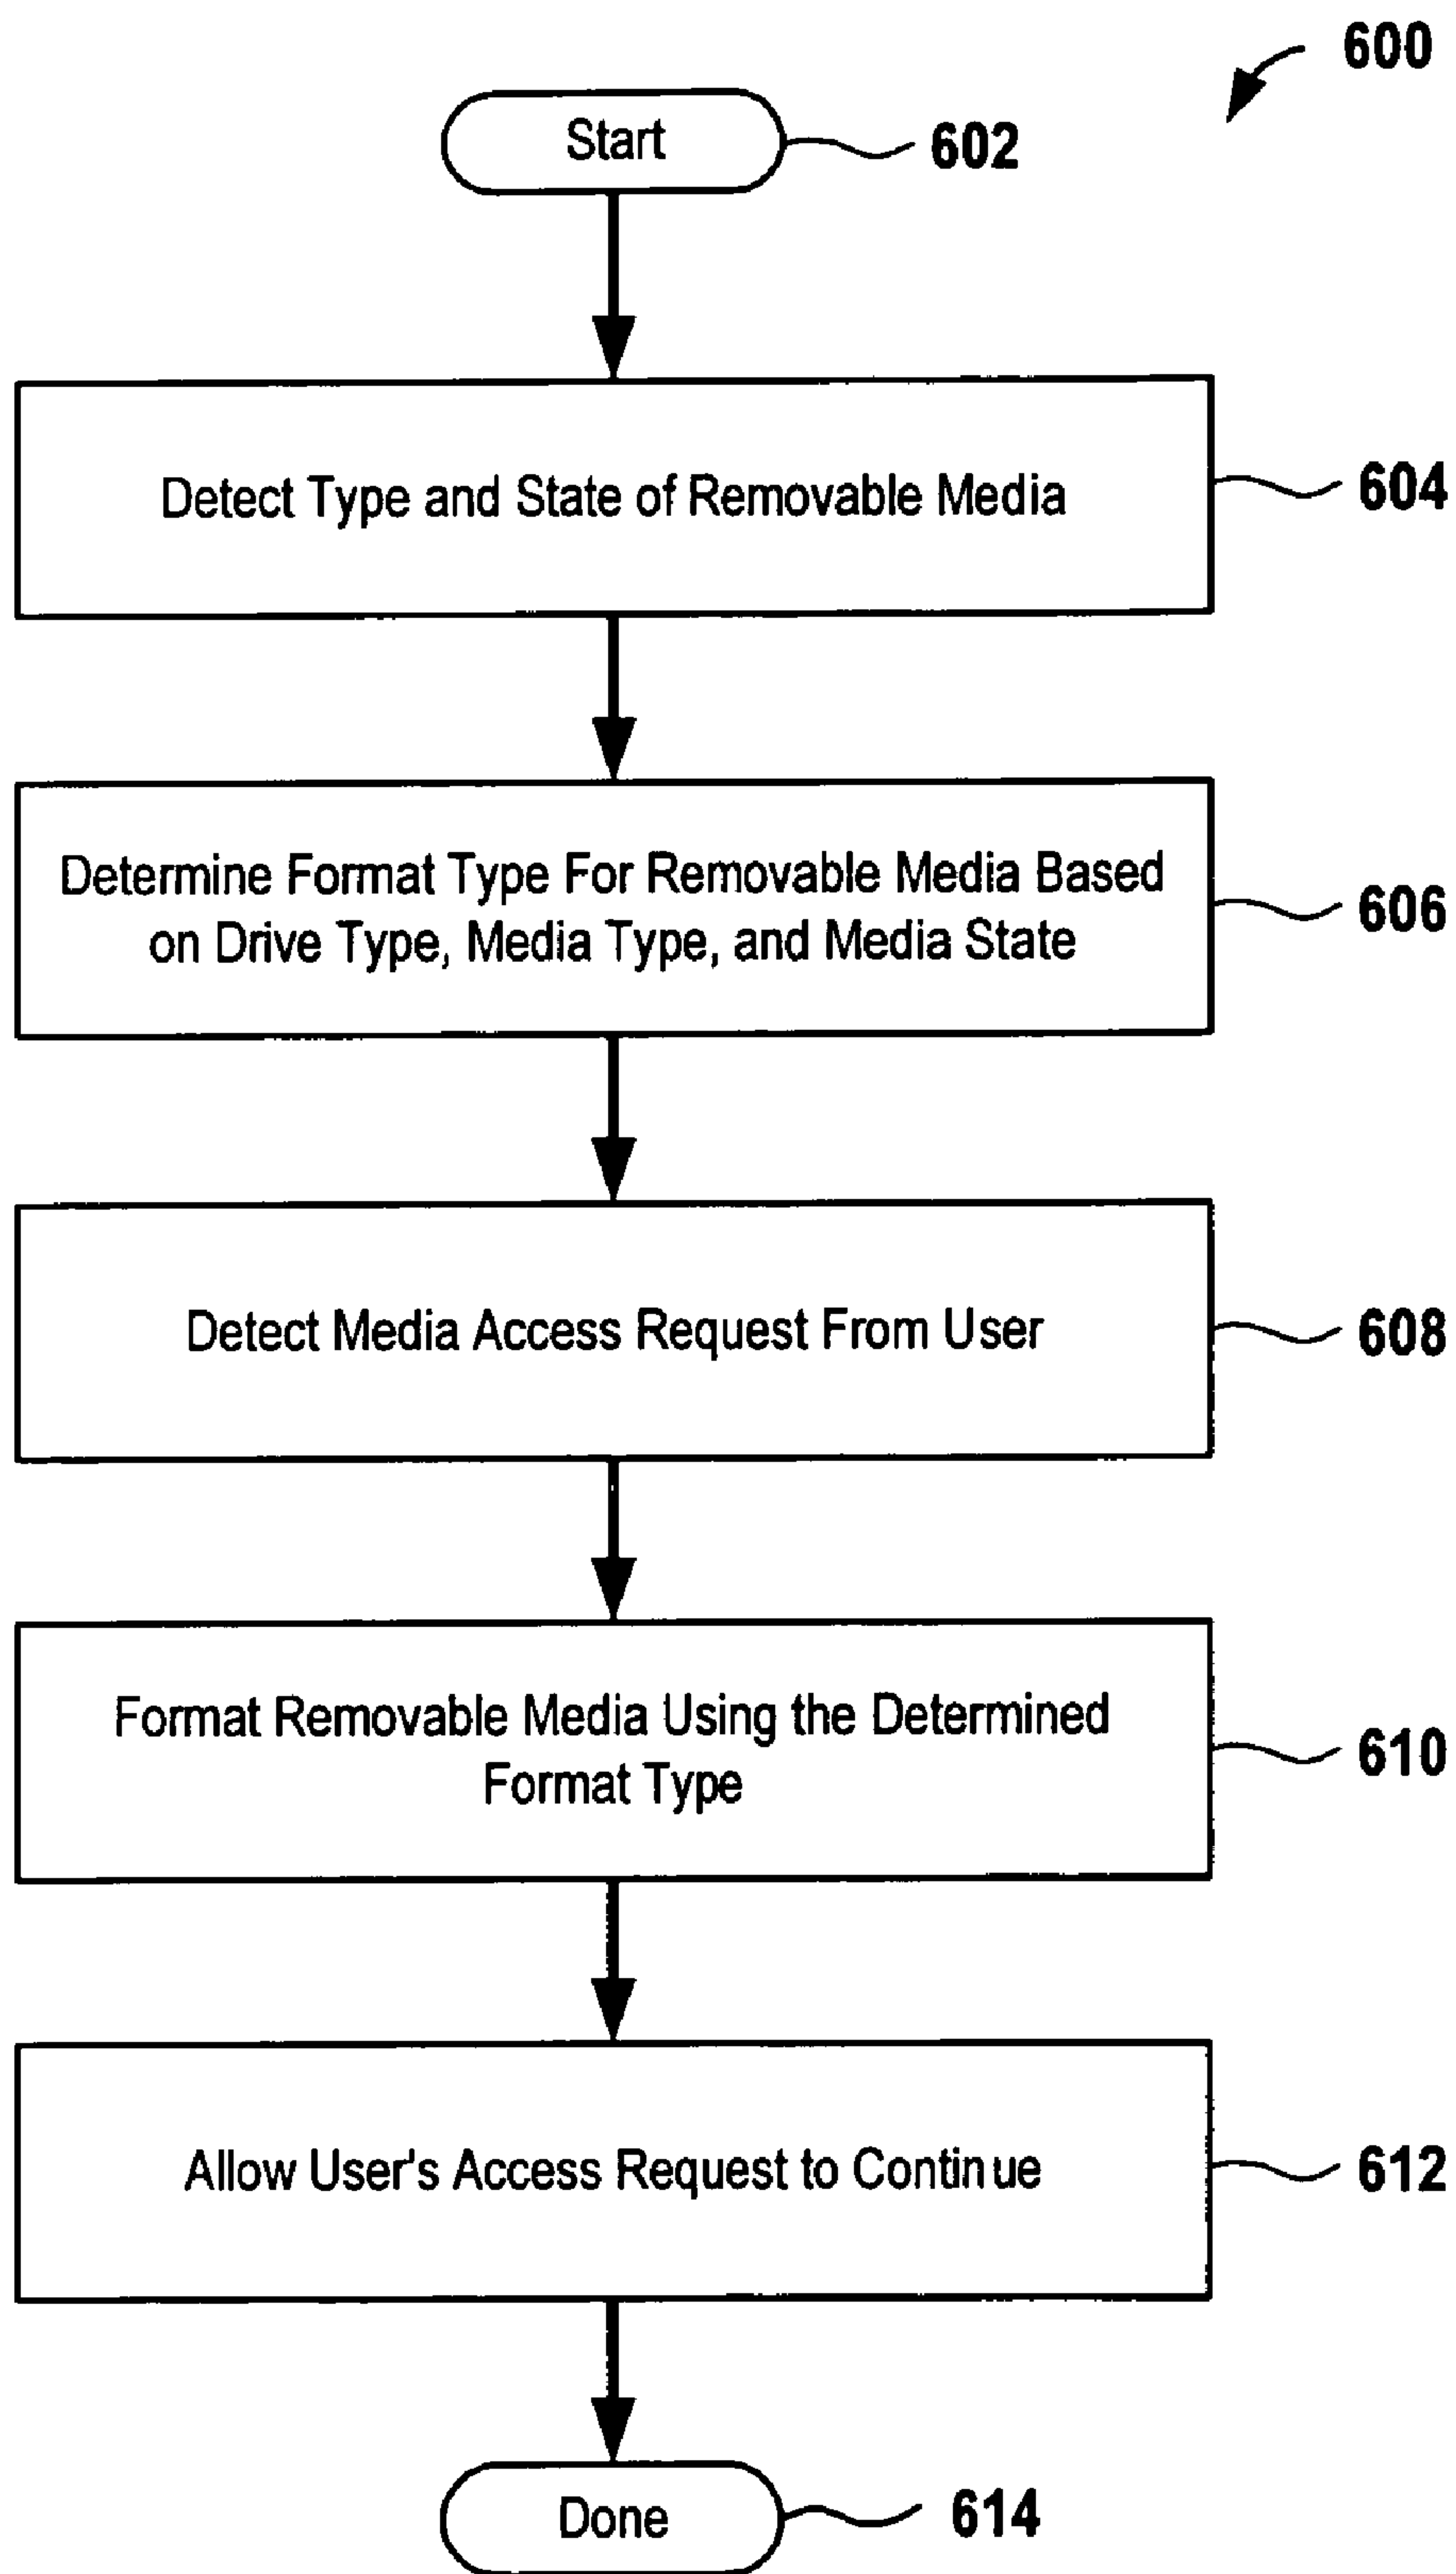 600
Start
602
Detect Type and State of Removable Media
604
Determine Format Type For Removable Media Based
on Drive Type, Media Type, and Media State
606
Detect Media Access Request From User
608
Format Removable Media Using the Determined
Format Type
610
Allow User's Access Request to Continue
612
Done
614